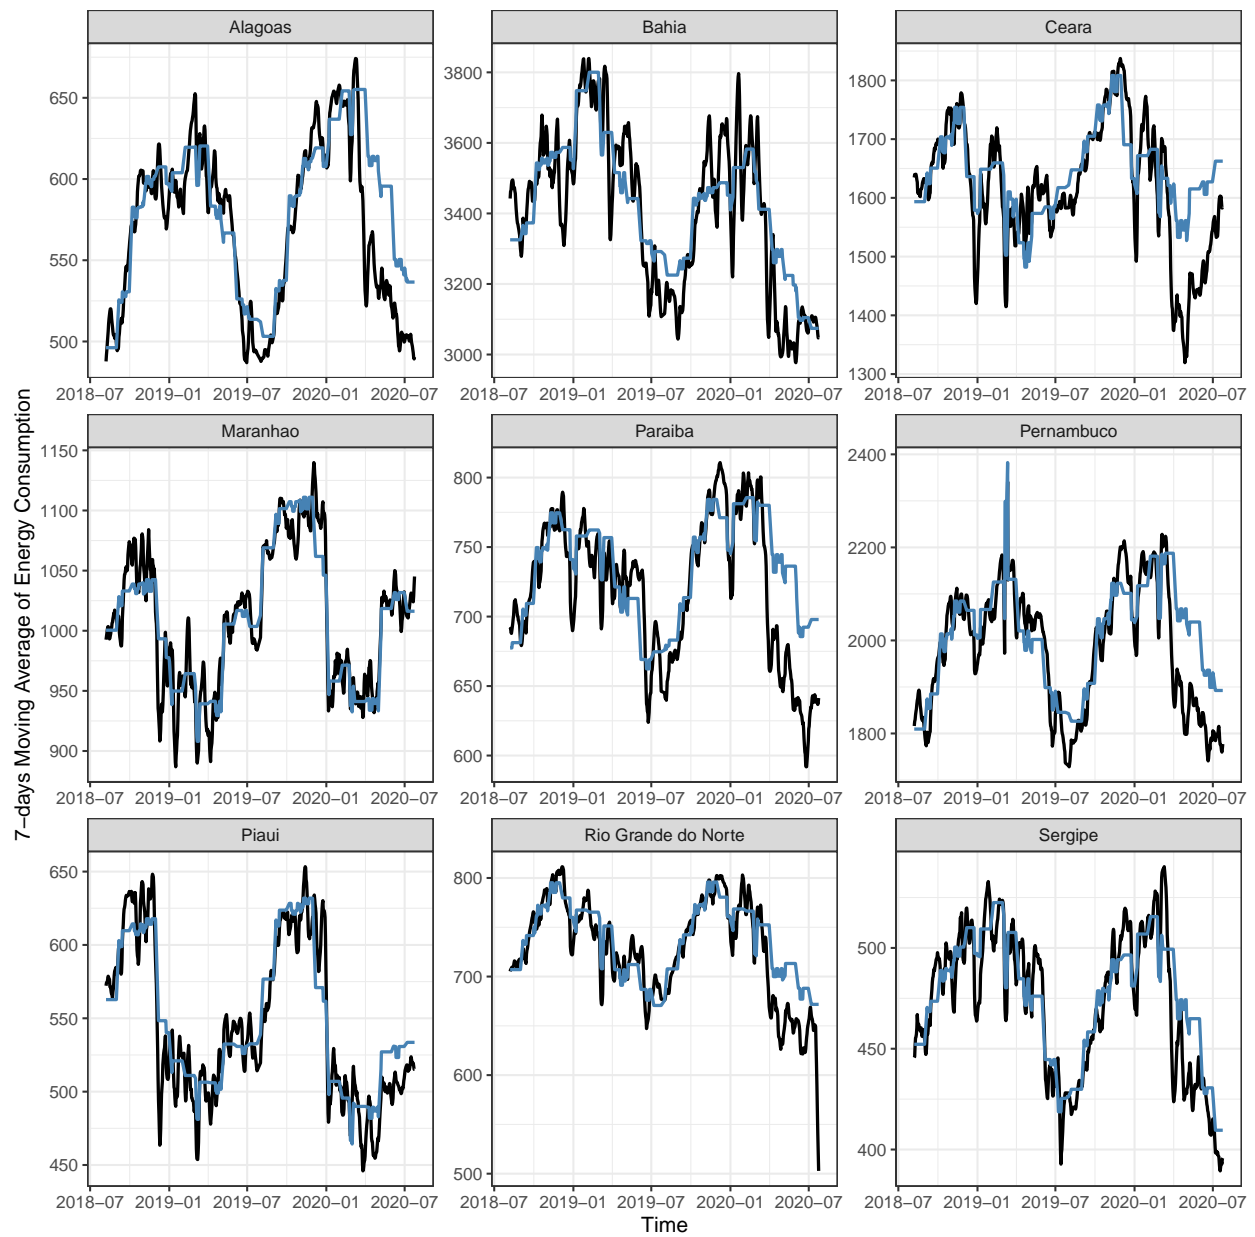 7−days Moving Average of Energy Consumption
Alagoas
Bahia
Ceara
650
600
550
500
3800
3600
3400
3200
3000
1800
1700
1600
1500
1400
1300
2018−07 2019−01 2019−07 2020−01 2020−07
2018−07 2019−01 2019−07 2020−01 2020−07
2018−07 2019−01 2019−07 2020−01 2020−07
Maranhao
Paraiba
Pernambuco
1150
1100
1050
1000
950
900
800
750
700
650
600
2400
2200
2000
1800
2018−07 2019−01 2019−07 2020−01 2020−07
2018−07 2019−01 2019−07 2020−01 2020−07
2018−07 2019−01 2019−07 2020−01 2020−07
Piaui
Rio Grande do Norte
Sergipe
650
600
550
500
450
800
700
600
500
500
450
400
2018−07 2019−01 2019−07 2020−01 2020−07
2018−07 2019−01 2019−07 2020−01 2020−07
2018−07 2019−01 2019−07 2020−01 2020−07
Time